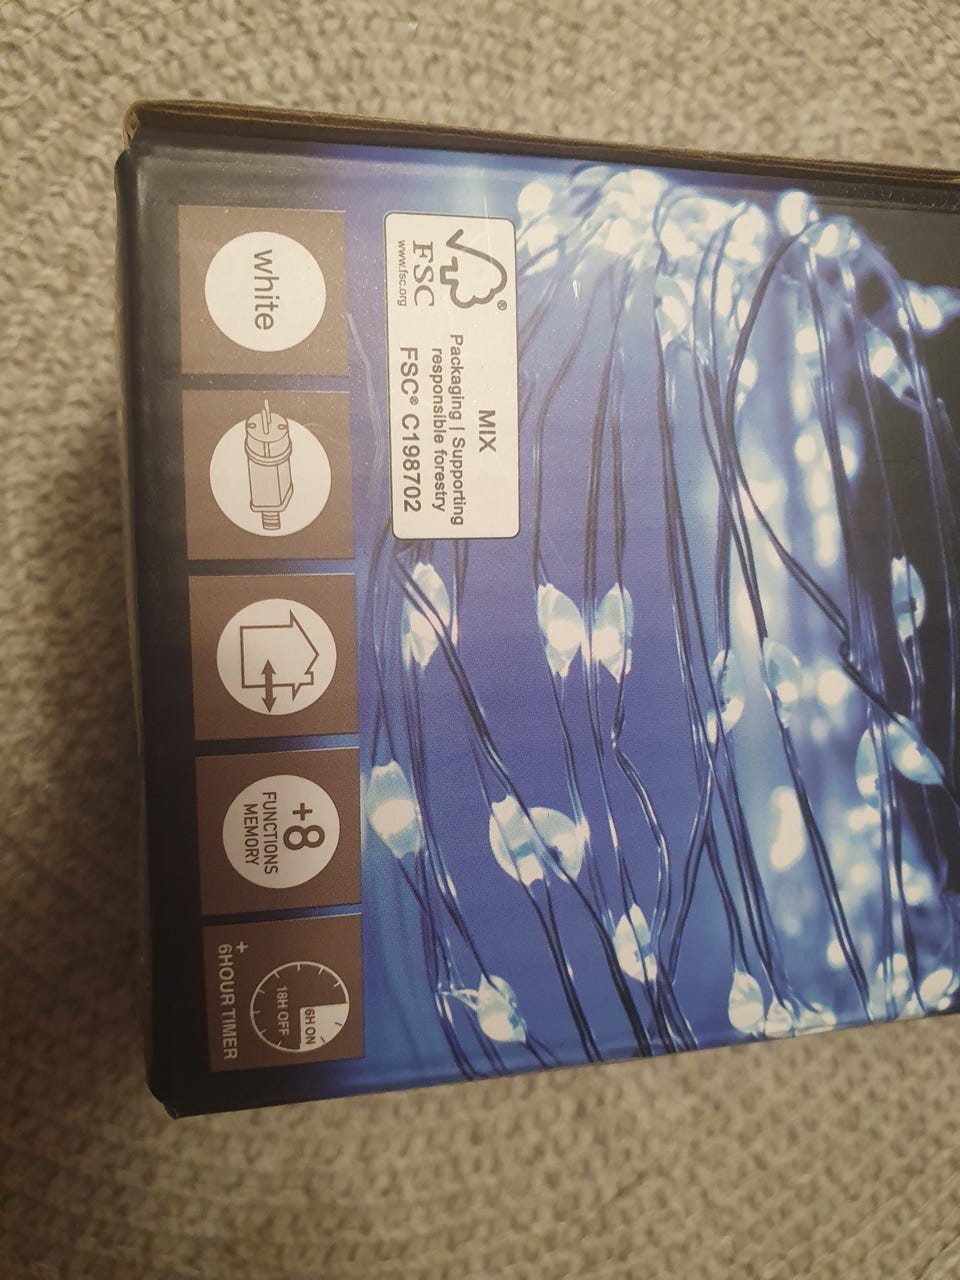 FSC®
www.fsc.org
MIX
Packaging | Supporting
responsible forestry
FSC® C198702
white
+8
FUNCTIONS
MEMORY
6H ON
18H OFF
+
6HOUR TIMER